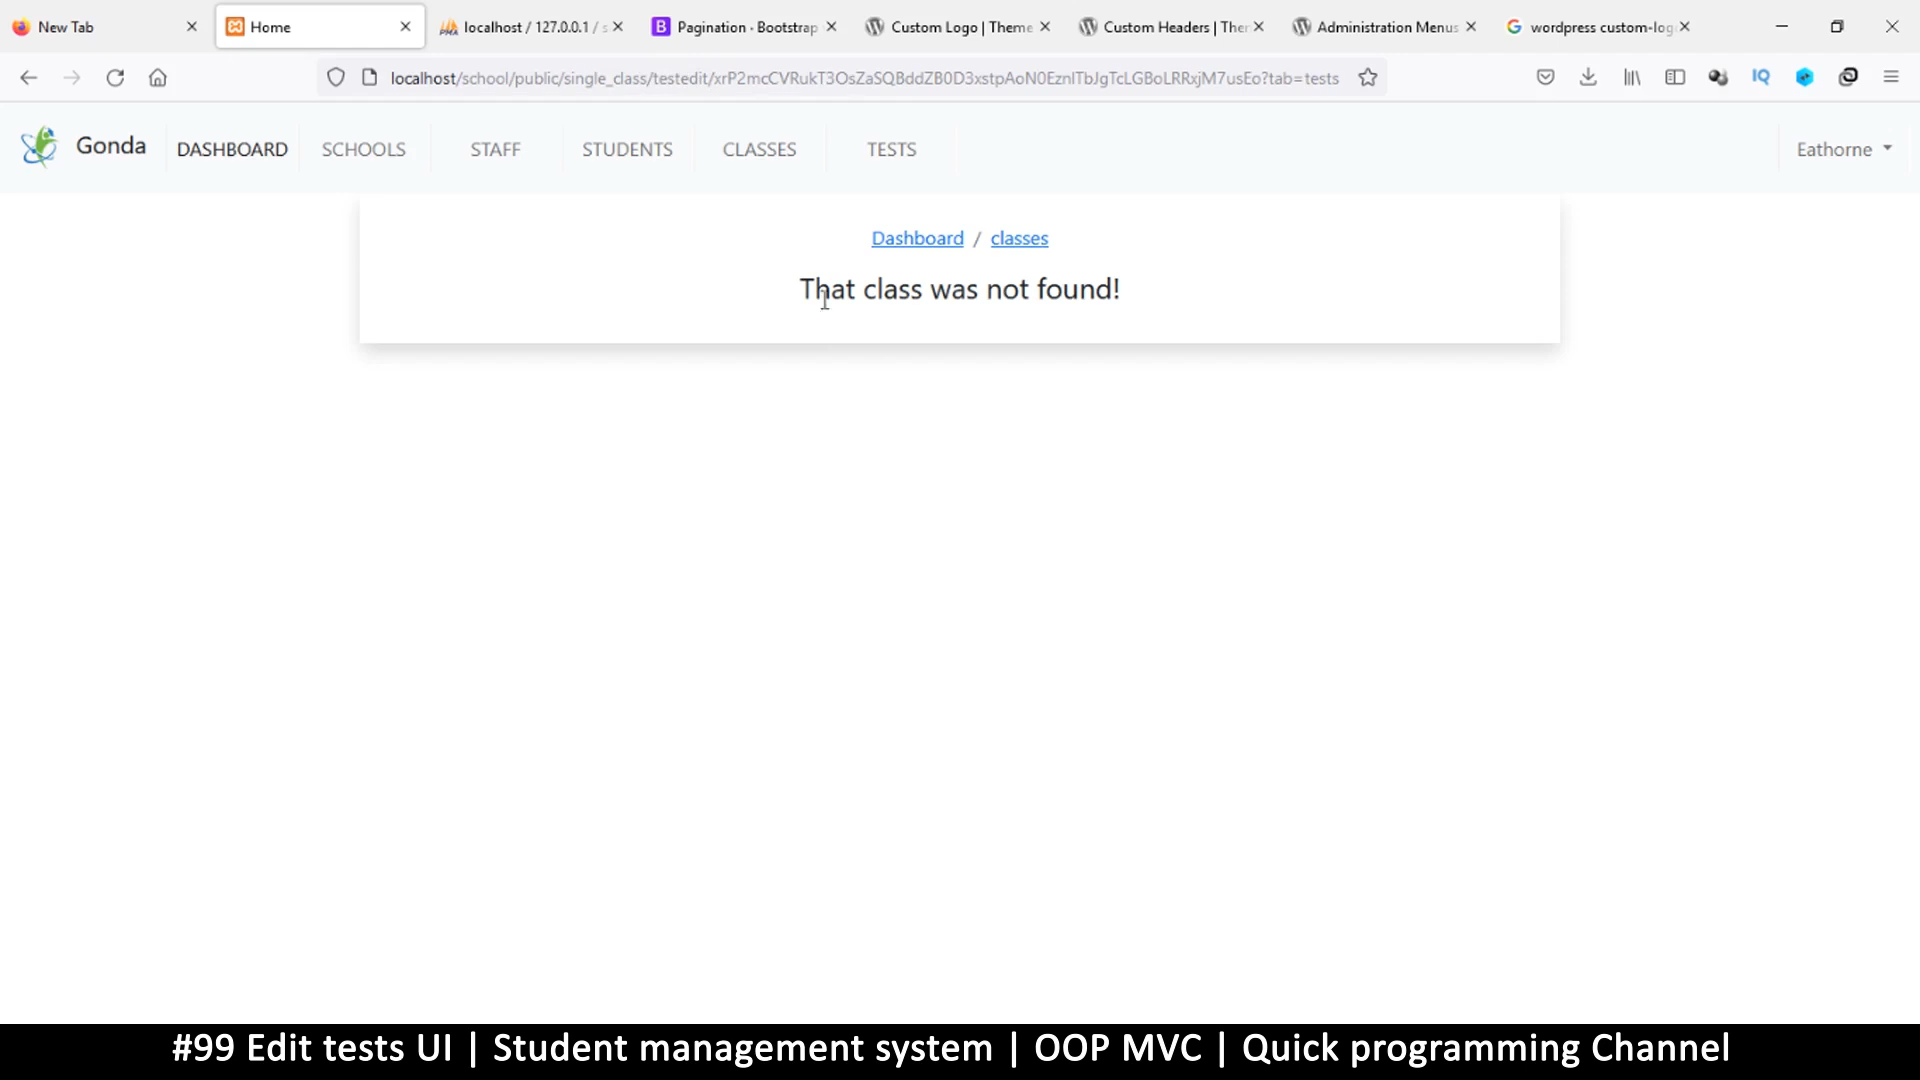 New Tab
Home
localhost / 127.0.0.1 / s
Pagination · Bootstrap
Custom Logo | Theme
Custom Headers | Ther
Administration Menus
wordpress custom-log
localhost/school/public/single_class/testedit/xrP2mcCVRukT3OsZaSQBddZB0D3xstpAoN0EznlTbJgTcLGBoLRRxjM7usEo?tab=tests
IQ
Gonda
DASHBOARD
SCHOOLS
STAFF
STUDENTS
CLASSES
TESTS
Eathorne
Dashboard / classes
That class was not found!
#99 Edit tests UI | Student management system | OOP MVC | Quick programming Channel